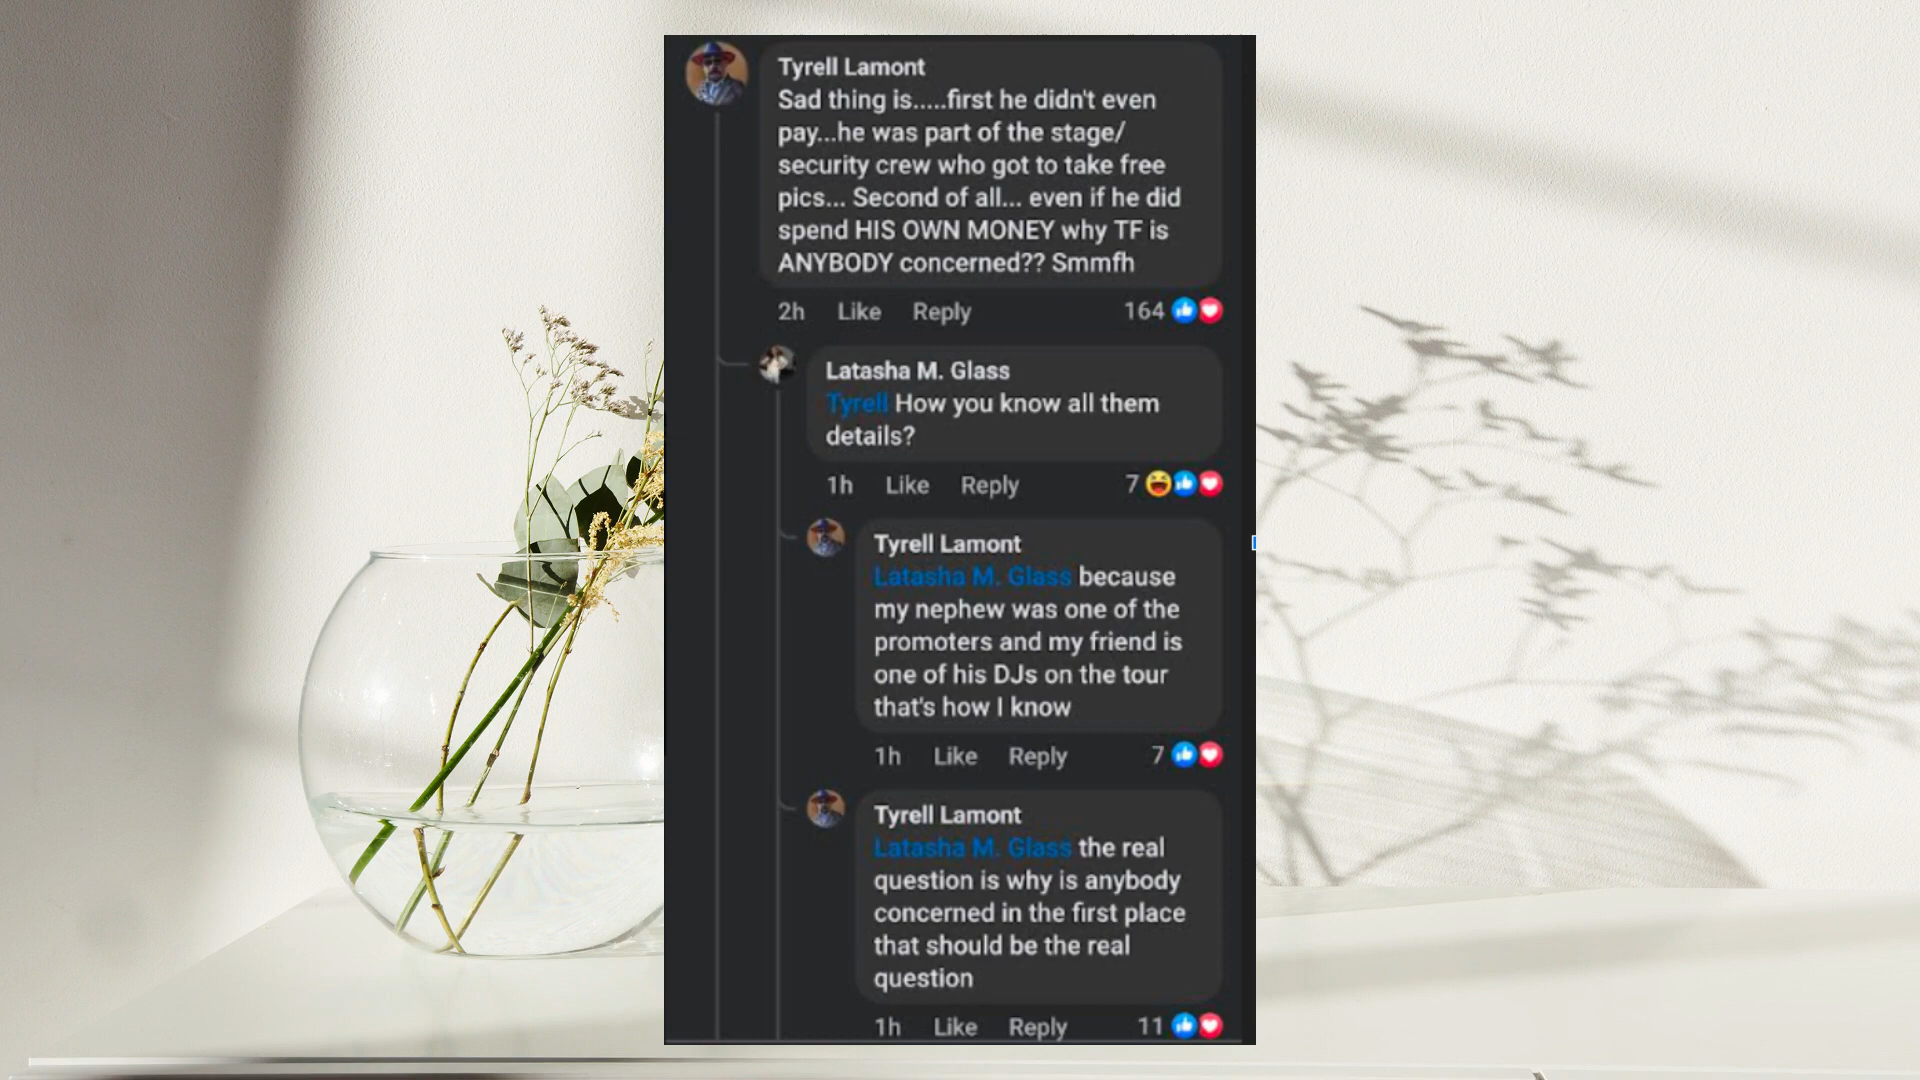 Tyrell Lamont
Sad thing is.....first he didn't even
pay...he was part of the stage/
security crew who got to take free
pics... Second of all... even if he did
spend HIS OWN MONEY why TF is
ANYBODY concerned?? Smmfh
2h Like Reply 164
Latasha M. Glass
Tyrell How you know all them
details?
1h Like Reply 7
Tyrell Lamont
Latasha M. Glass because
my nephew was one of the
promoters and my friend is
one of his DJs on the tour
that's how I know
1h Like Reply 7
Tyrell Lamont
Latasha M. Glass the real
question is why is anybody
concerned in the first place
that should be the real
question
1h Like Reply 11